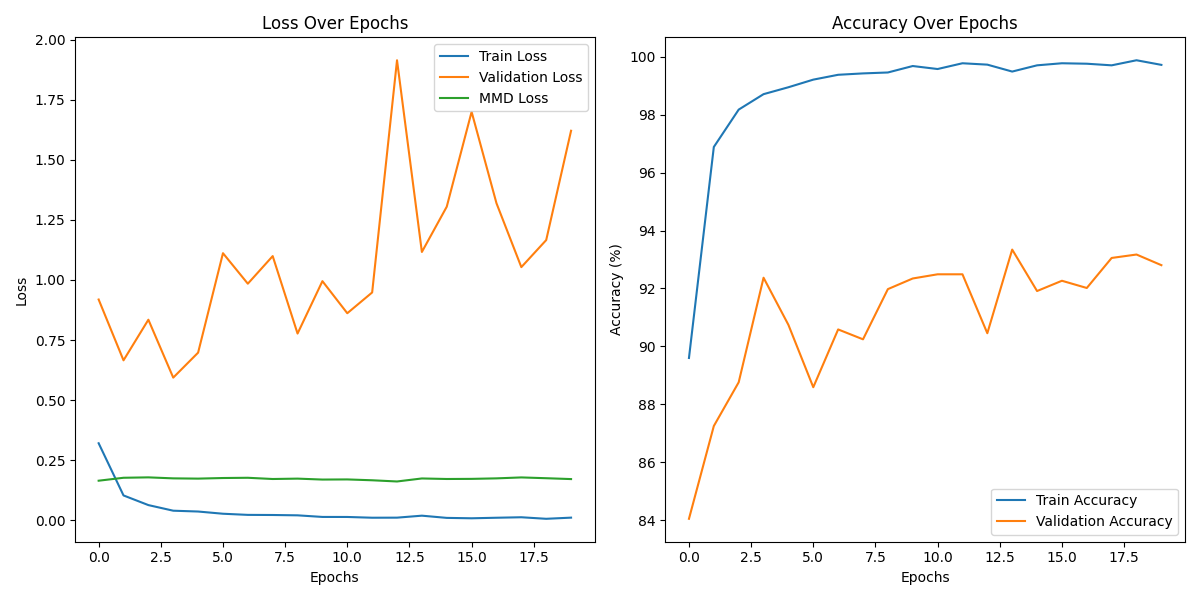 Loss Over Epochs
2.00
1.75
1.50
1.25
1.00
0.75
0.50
0.25
0.00
Loss
Train Loss
Validation Loss
MMD Loss
0.0 2.5 5.0 7.5 10.0 12.5 15.0 17.5
Epochs
Accuracy Over Epochs
100
98
96
94
92
90
88
86
84
Accuracy (%)
Train Accuracy
Validation Accuracy
0.0 2.5 5.0 7.5 10.0 12.5 15.0 17.5
Epochs